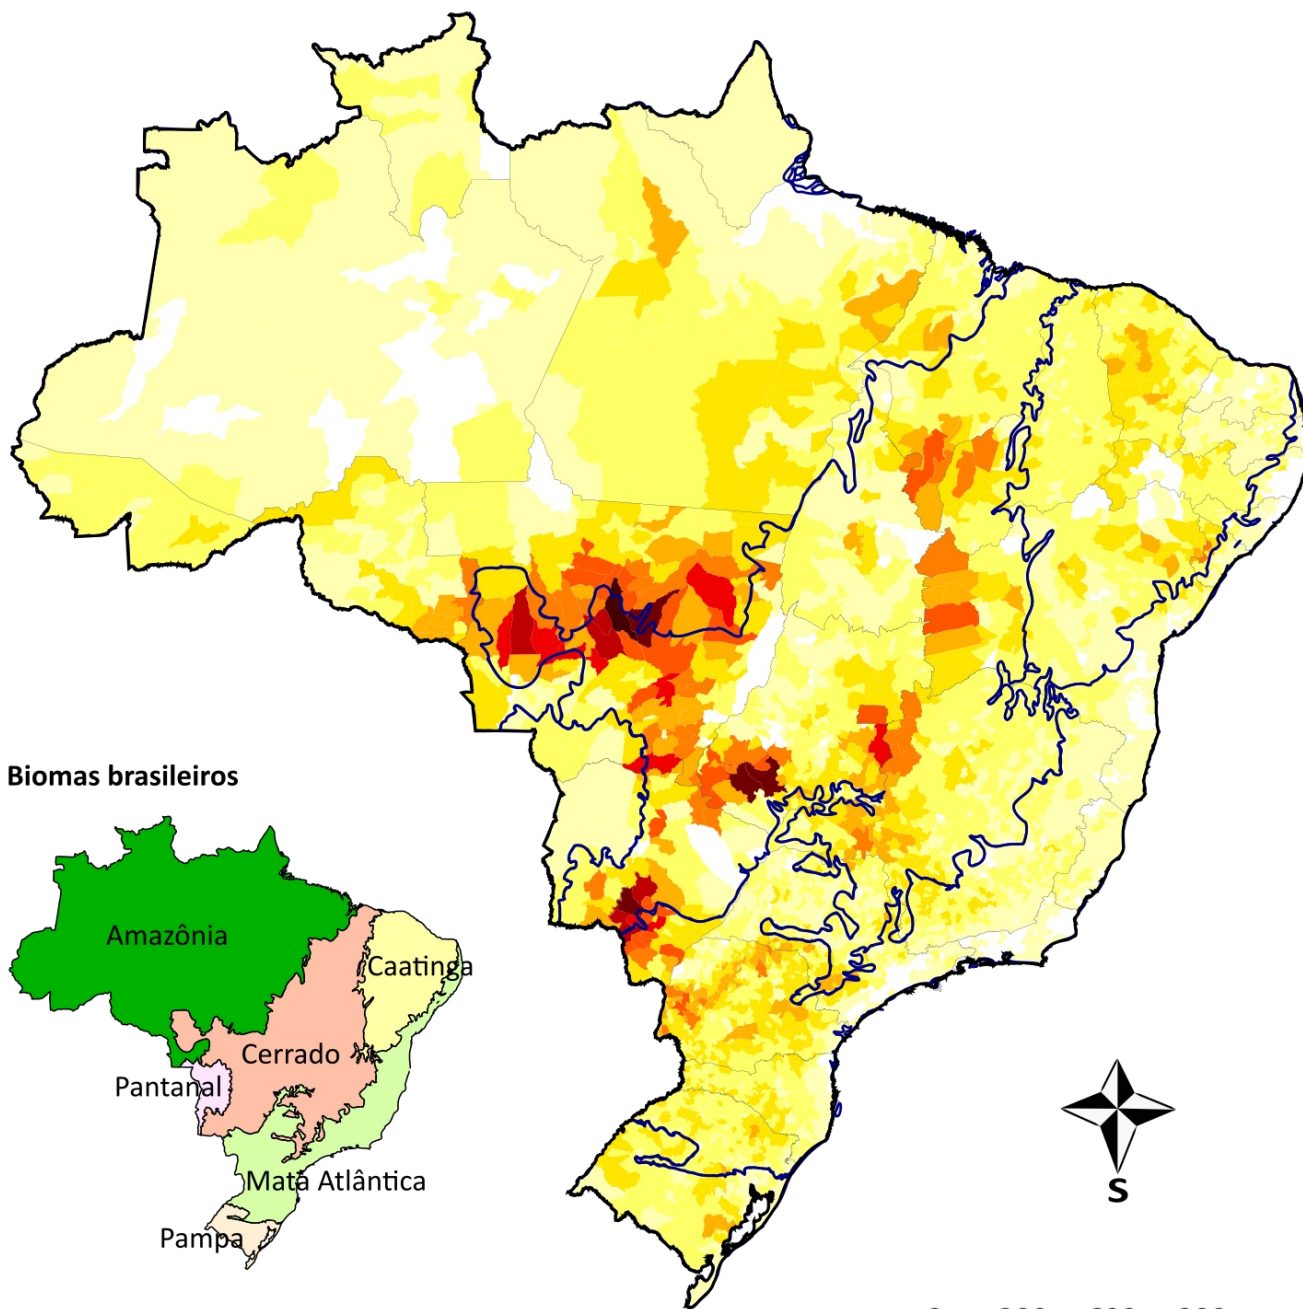 Biomas brasileiros
Amazônia
Caatinga
Cerrado
Pantanal
Mata Atlântica
Pampa
S